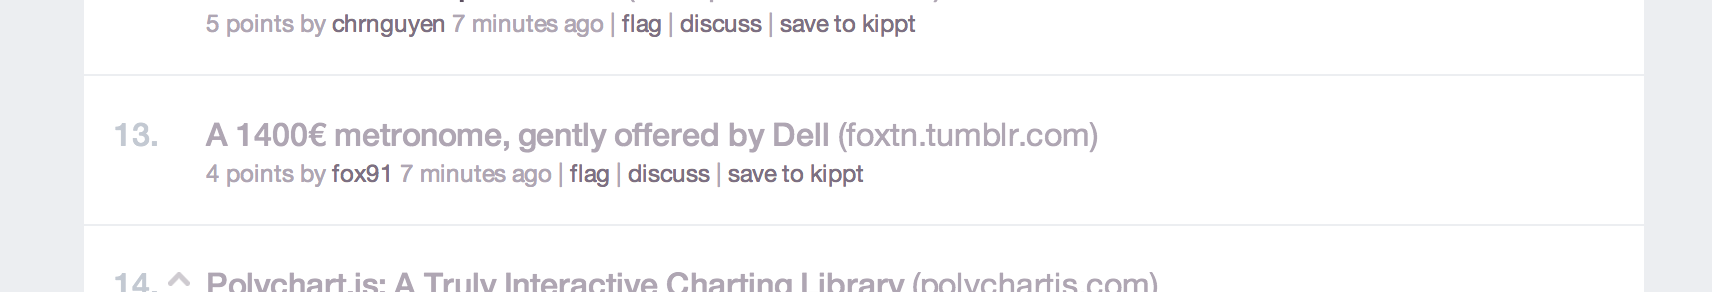 5 points by chrnguyen 7 minutes ago | flag | discuss | save to kippt
13. A 1400€ metronome, gently offered by Dell (foxtn.tumblr.com)
4 points by fox91 7 minutes ago | flag | discuss | save to kippt
14. Polychart.js: A Truly Interactive Charting Library (polychartjs.com)